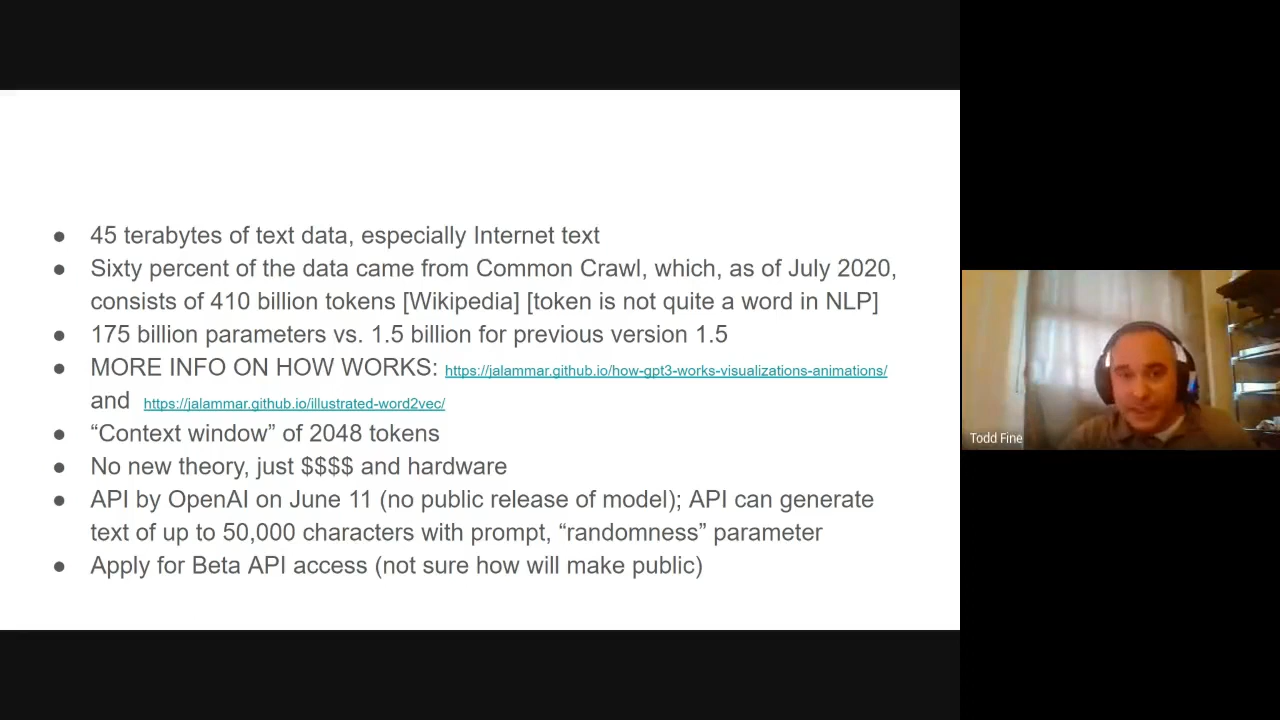 ● 45 terabytes of text data, especially Internet text
● Sixty percent of the data came from Common Crawl, which, as of July 2020,
consists of 410 billion tokens [Wikipedia] [token is not quite a word in NLP]
● 175 billion parameters vs. 1.5 billion for previous version 1.5
● MORE INFO ON HOW WORKS: https://jalammar.github.io/how-gpt3-works-visualizations-animations/
and https://jalammar.github.io/illustrated-word2vec/
● “Context window” of 2048 tokens
● No new theory, just $$$$ and hardware
● API by OpenAI on June 11 (no public release of model); API can generate
text of up to 50,000 characters with prompt, “randomness” parameter
● Apply for Beta API access (not sure how will make public)
Todd Fine